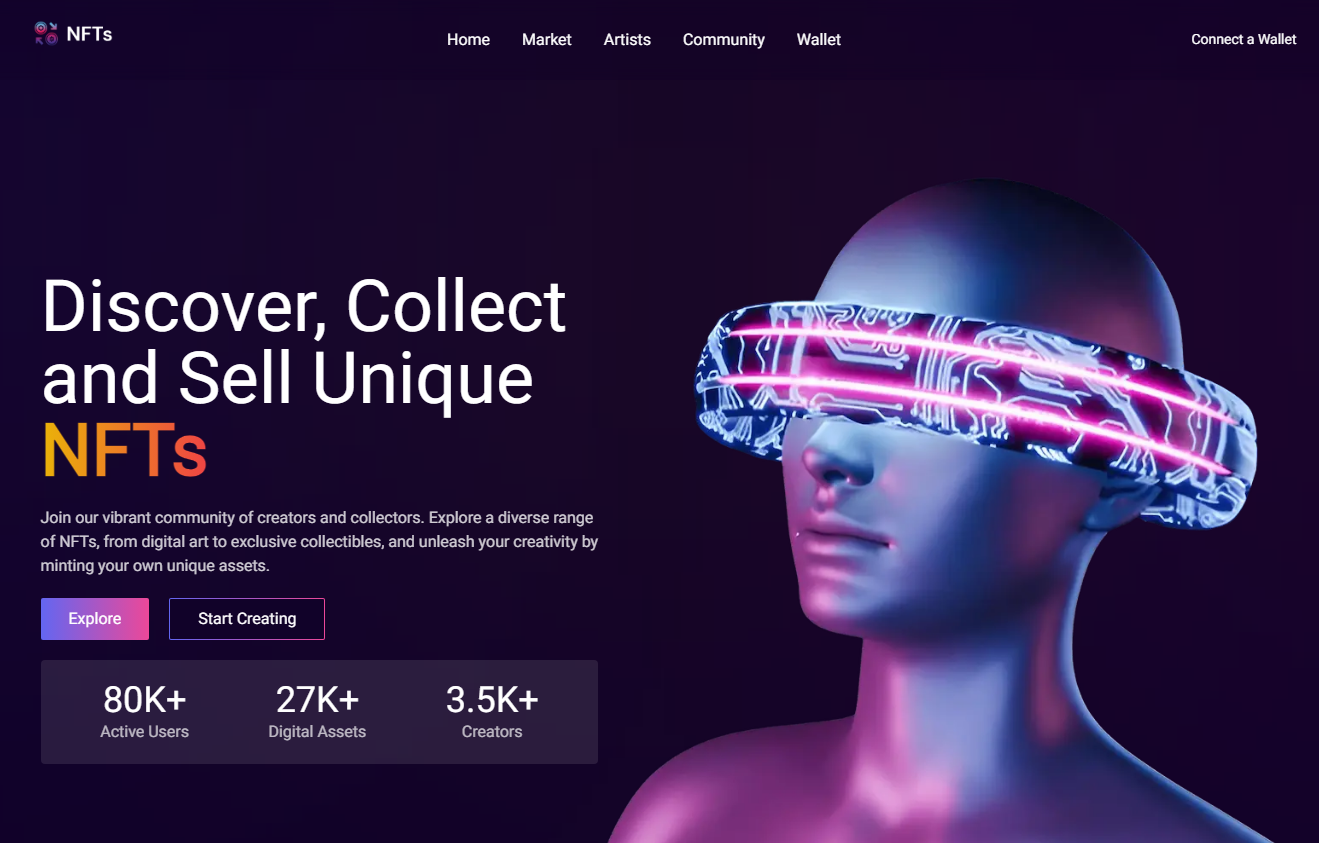 NFTs
Home Market Artists Community Wallet
Connect a Wallet
Discover, Collect
and Sell Unique
NFTs
Join our vibrant community of creators and collectors. Explore a diverse range
of NFTs, from digital art to exclusive collectibles, and unleash your creativity by
minting your own unique assets.
Explore
Start Creating
80K+ 27K+ 3.5K+
Active Users Digital Assets Creators